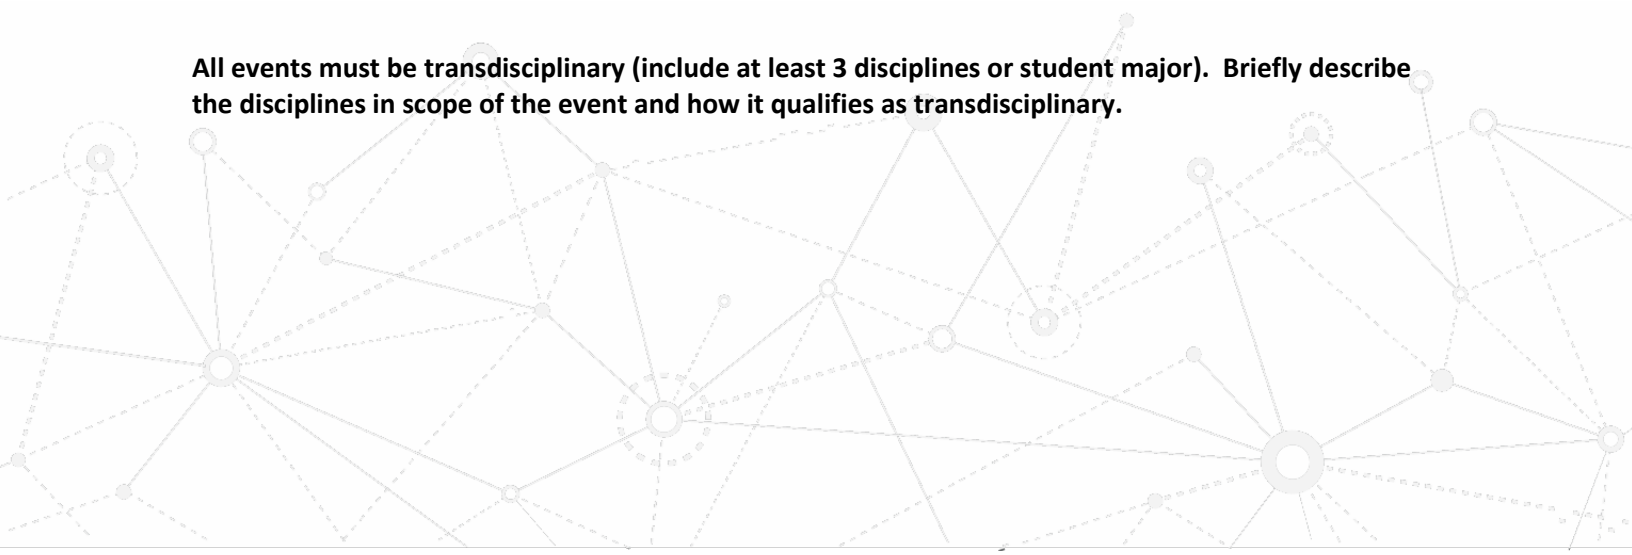 All events must be transdisciplinary (include at least 3 disciplines or student major).  Briefly describe
the disciplines in scope of the event and how it qualifies as transdisciplinary.